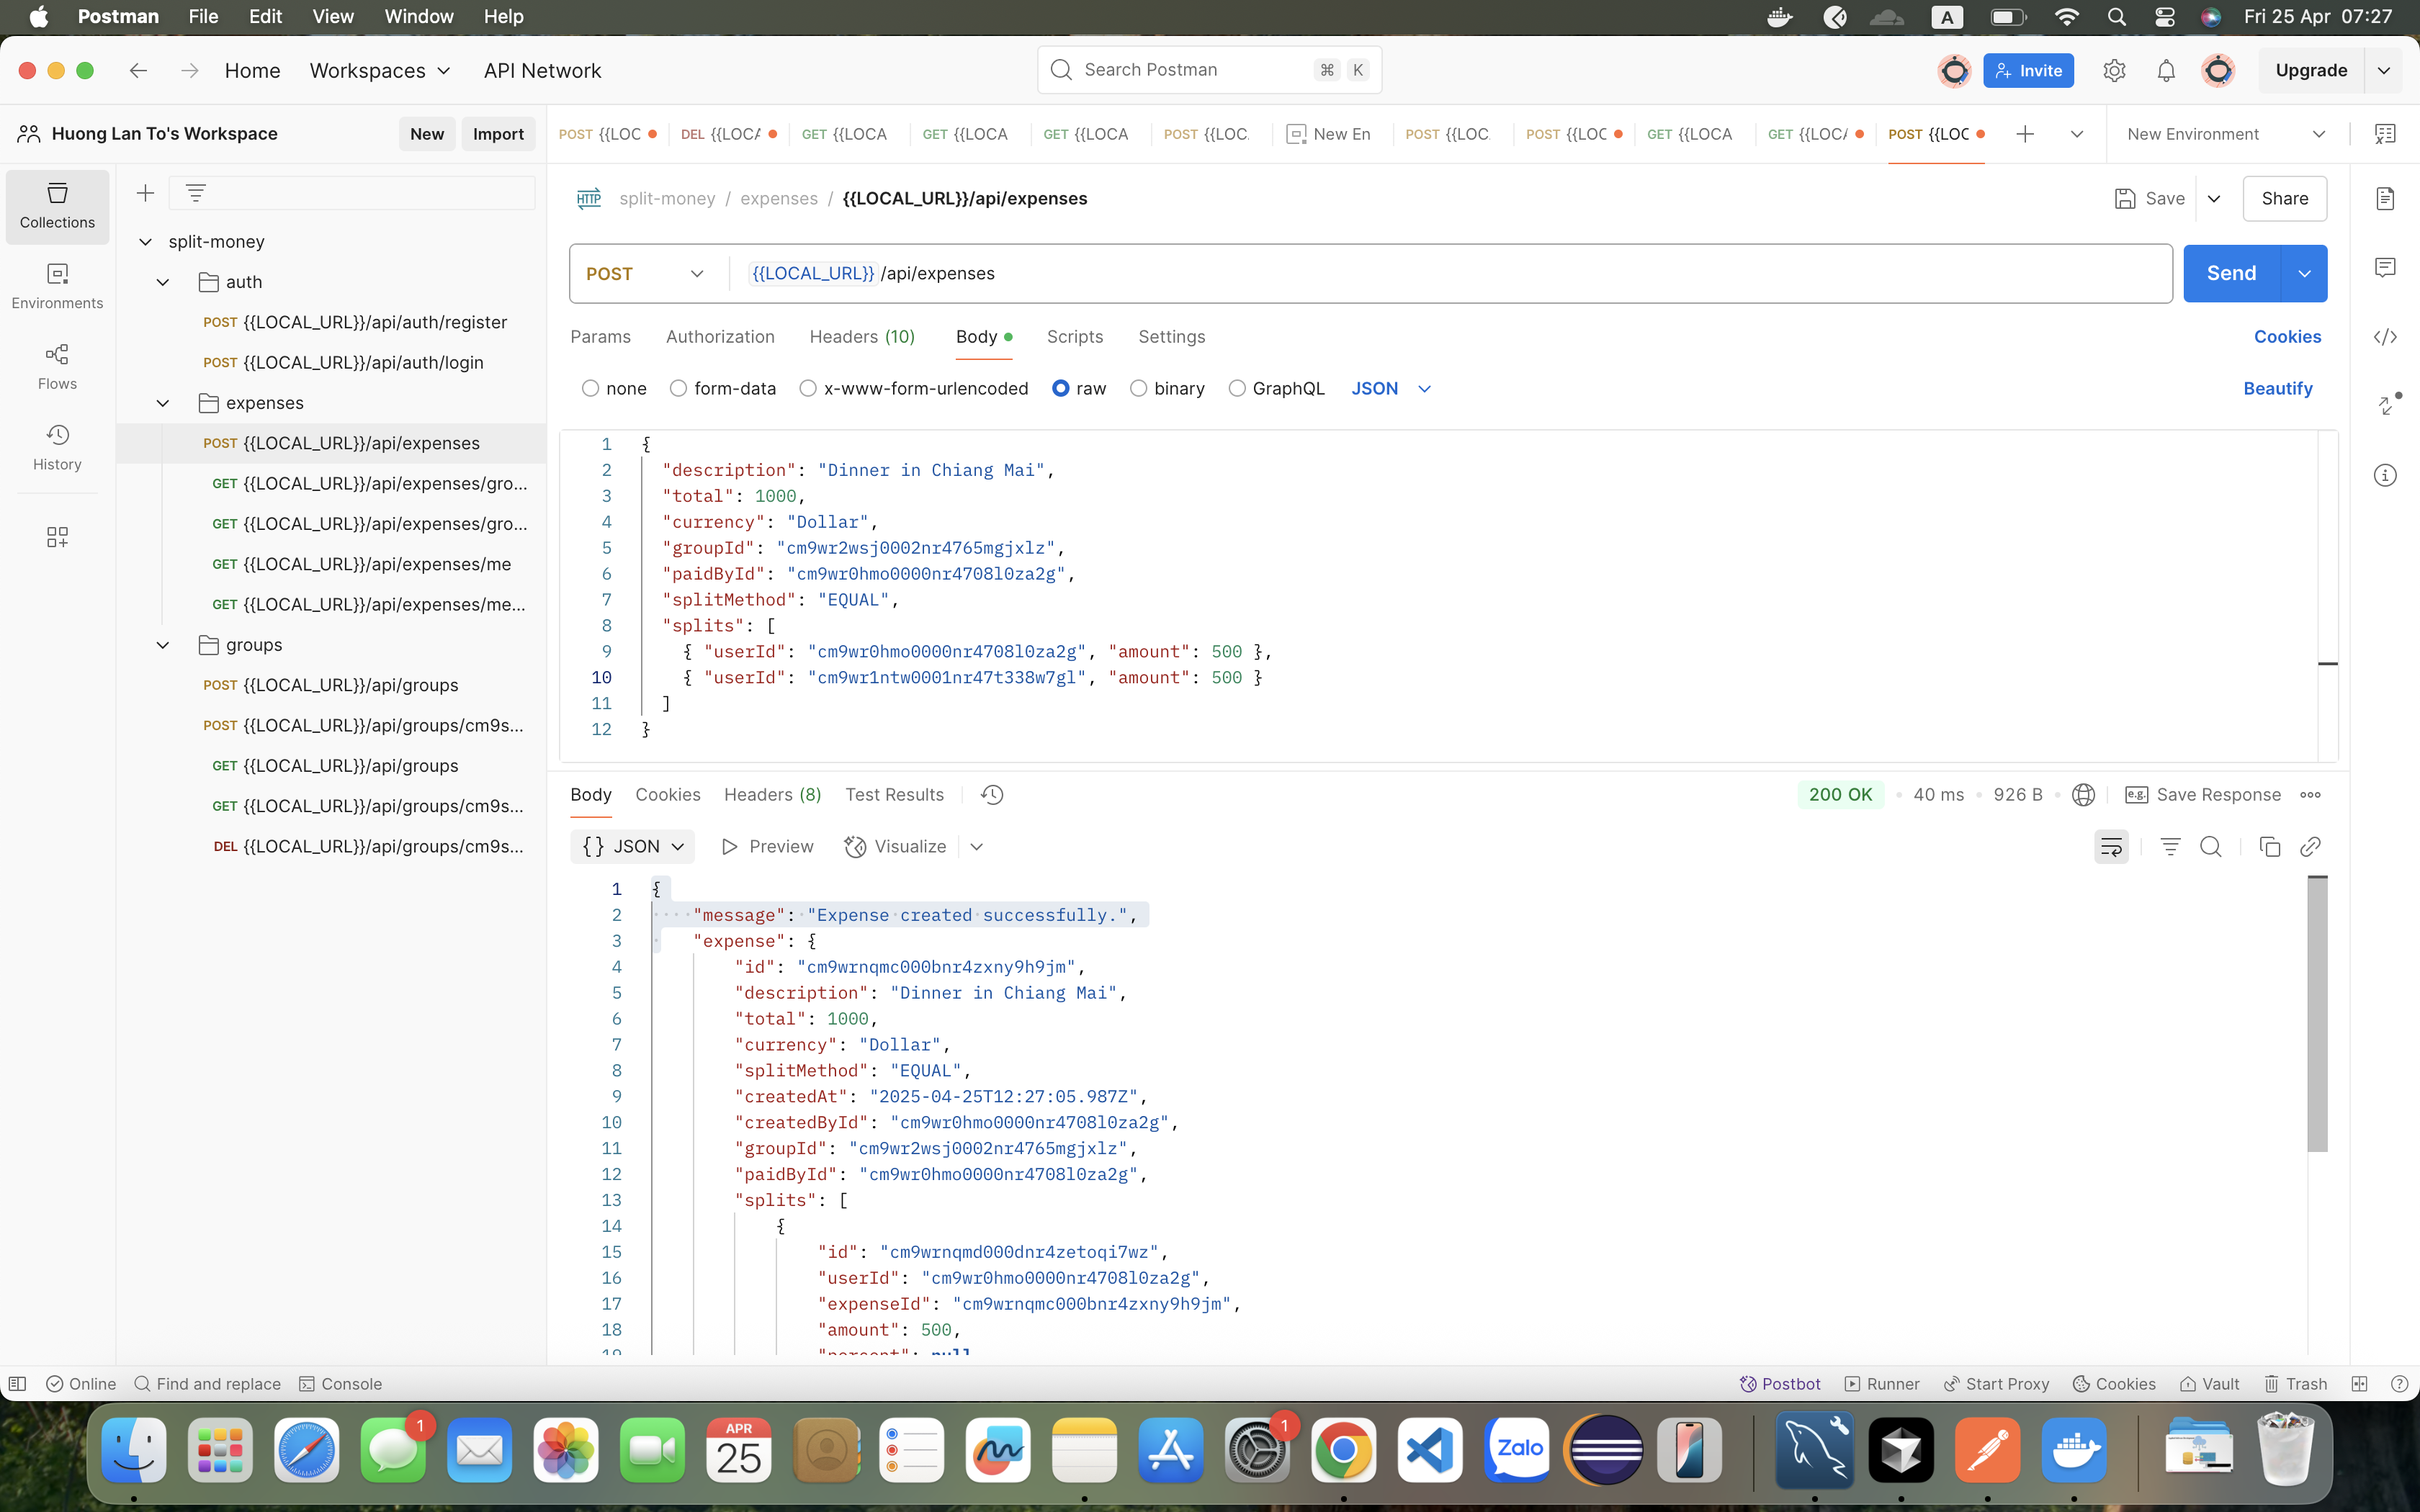 Postman File Edit View Window Help A Fri 25 Apr 07:27
Home Workspaces API Network Search Postman ⌘ K Invite Upgrade
Huong Lan To's Workspace New Import POST {{LOC DEL {{LOCA GET {{LOCA GET {{LOCA GET {{LOCA POST {{LOC. New En POST {{LOC. POST {{LOC GET {{LOCA GET {{LOCA POST {{LOC New Environment
Collections
Environments
Flows
History
split-money
auth
POST {{LOCAL_URL}}/api/auth/register
POST {{LOCAL_URL}}/api/auth/login
expenses
POST {{LOCAL_URL}}/api/expenses
GET {{LOCAL_URL}}/api/expenses/gro...
GET {{LOCAL_URL}}/api/expenses/gro...
GET {{LOCAL_URL}}/api/expenses/me
GET {{LOCAL_URL}}/api/expenses/me...
groups
POST {{LOCAL_URL}}/api/groups
POST {{LOCAL_URL}}/api/groups/cm9s...
GET {{LOCAL_URL}}/api/groups
GET {{LOCAL_URL}}/api/groups/cm9s...
DEL {{LOCAL_URL}}/api/groups/cm9s...
HTTP split-money / expenses / {{LOCAL_URL}}/api/expenses Save Share
POST {{LOCAL_URL}} /api/expenses Send
Params Authorization Headers (10) Body Scripts Settings Cookies
none form-data x-www-form-urlencoded raw binary GraphQL JSON Beautify
1 {
2 "description": "Dinner in Chiang Mai",
3 "total": 1000,
4 "currency": "Dollar",
5 "groupId": "cm9wr2wsj0002nr4765mgjxlz",
6 "paidById": "cm9wr0hmo0000nr4708l0za2g",
7 "splitMethod": "EQUAL",
8 "splits": [
9 { "userId": "cm9wr0hmo0000nr4708l0za2g", "amount": 500 },
10 { "userId": "cm9wr1ntw0001nr47t338w7gl", "amount": 500 }
11 ]
12 }
Body Cookies Headers (8) Test Results 200 OK 40 ms 926 B e.g. Save Response
{} JSON Preview Visualize
1 {
2 "message": "Expense created successfully.",
3 "expense": {
4 "id": "cm9wrnqmc000bnr4zxny9h9jm",
5 "description": "Dinner in Chiang Mai",
6 "total": 1000,
7 "currency": "Dollar",
8 "splitMethod": "EQUAL",
9 "createdAt": "2025-04-25T12:27:05.987Z",
10 "createdById": "cm9wr0hmo0000nr4708l0za2g",
11 "groupId": "cm9wr2wsj0002nr4765mgjxlz",
12 "paidById": "cm9wr0hmo0000nr4708l0za2g",
13 "splits": [
14 {
15 "id": "cm9wrnqmd000dnr4zetoqi7wz",
16 "userId": "cm9wr0hmo0000nr4708l0za2g",
17 "expenseId": "cm9wrnqmc000bnr4zxny9h9jm",
18 "amount": 500,
19 "percent": null
Online Find and replace Console Postbot Runner Start Proxy Cookies Vault Trash
1 APR 25 1 Zalo